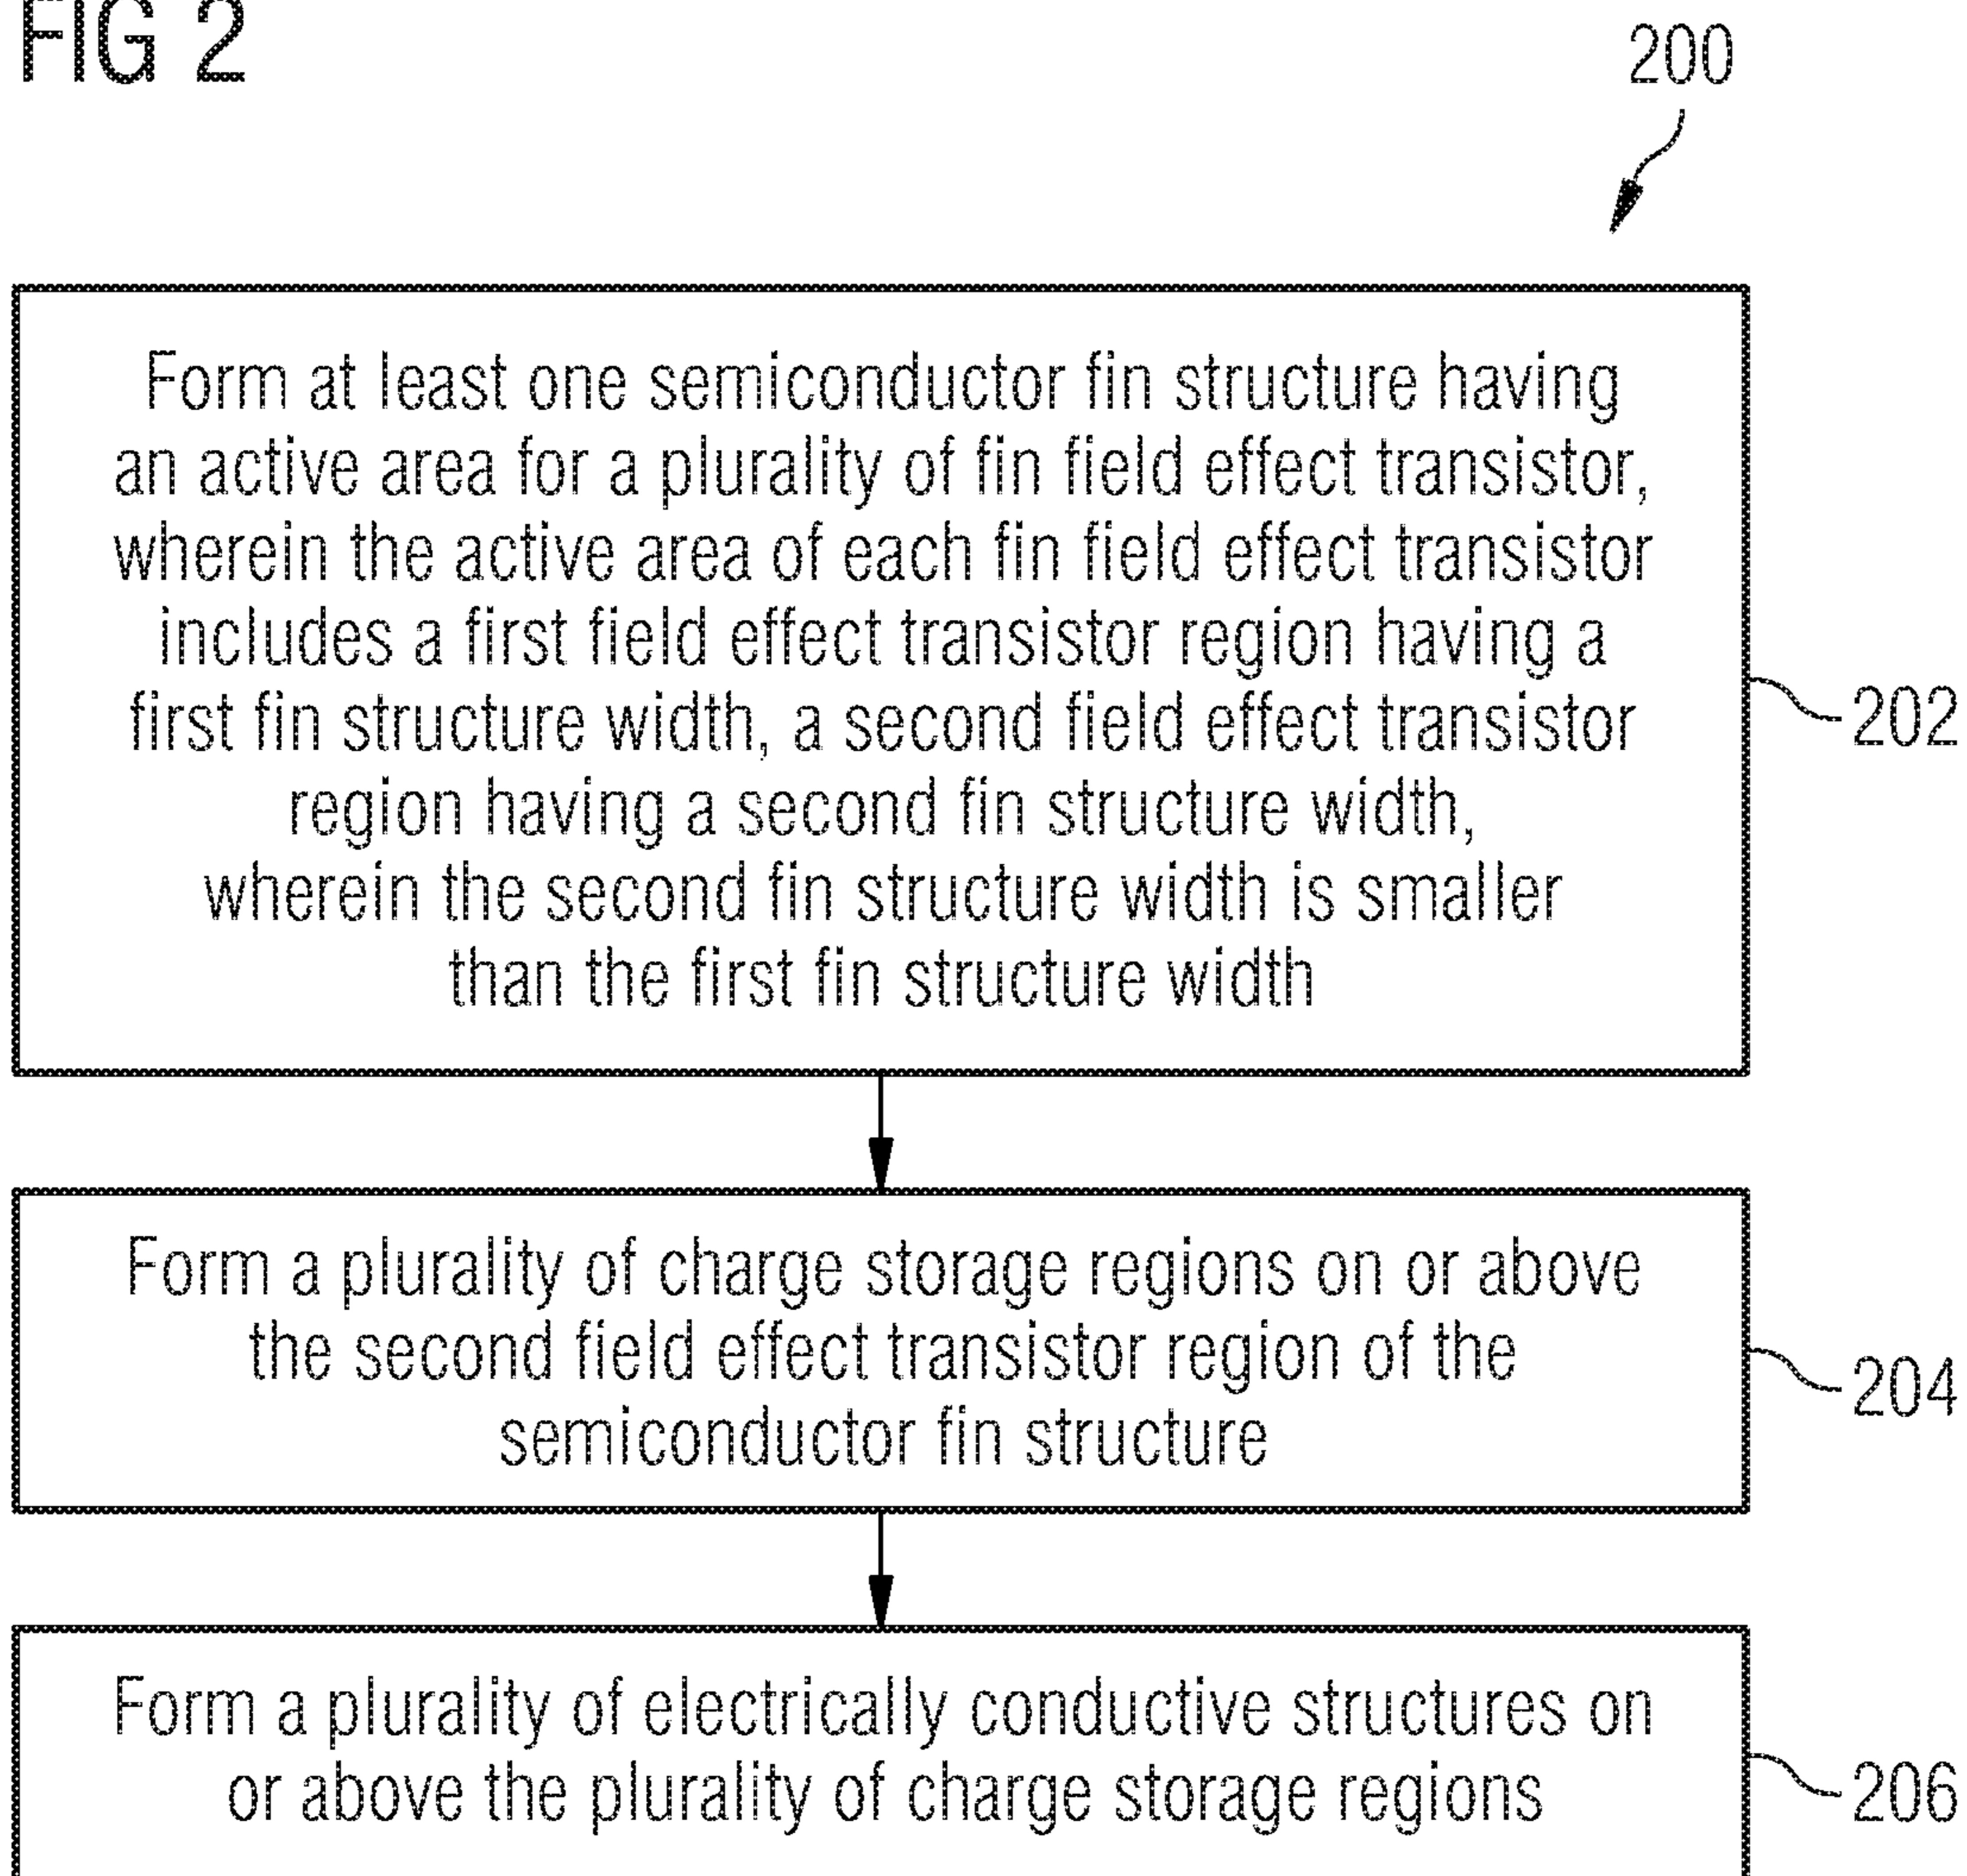 FIG 2
200
Form at least one semiconductor fin structure having
an active area for a plurality of fin field effect transistor,
wherein the active area of each fin field effect transistor
includes a first field effect transistor region having a
first fin structure width, a second field effect transistor
region having a second fin structure width,
wherein the second fin structure width is smaller
than the first fin structure width
202
Form a plurality of charge storage regions on or above
the second field effect transistor region of the
semiconductor fin structure
204
Form a plurality of electrically conductive structures on
or above the plurality of charge storage regions
206